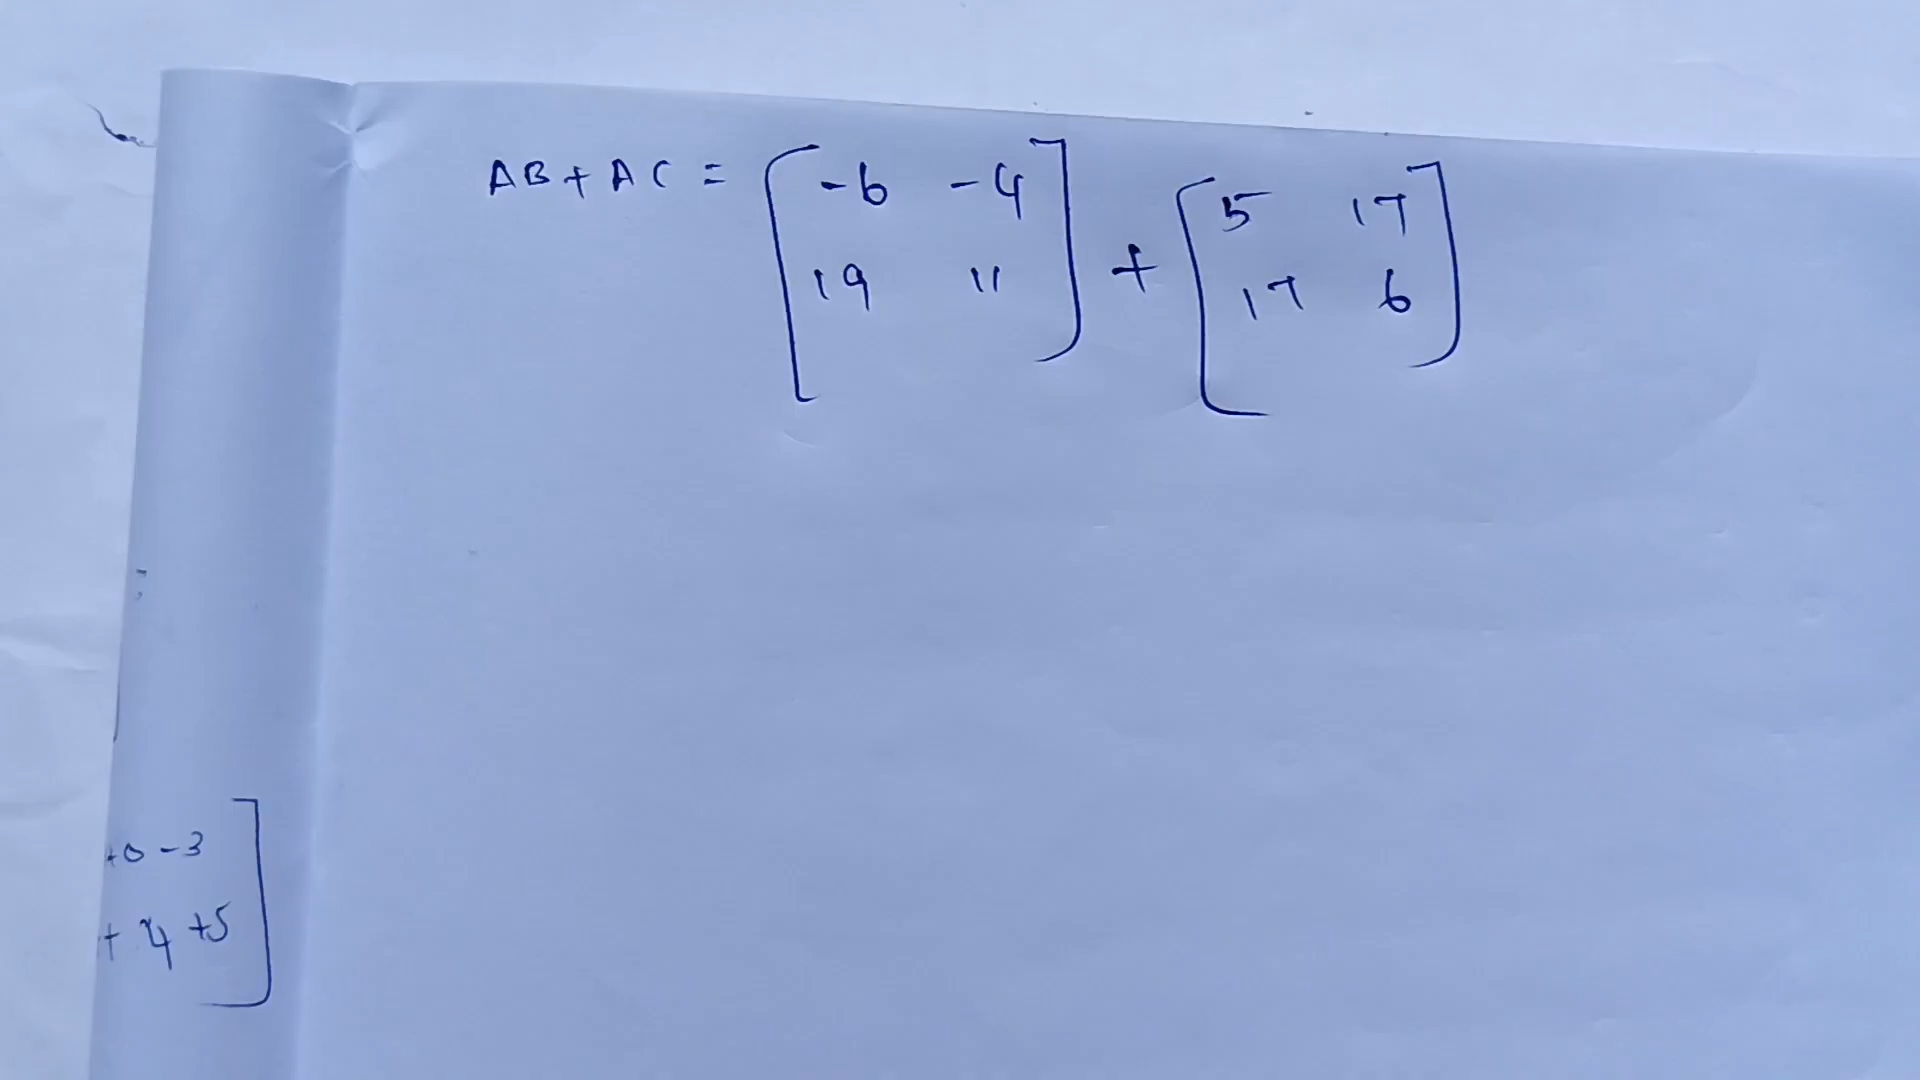 AB + AC = [ -6 -4 ] + [ 5 17 ]
[ 19 11 ] [ 17 6 ]
+0 -3 ]
+ 4 +5 ]